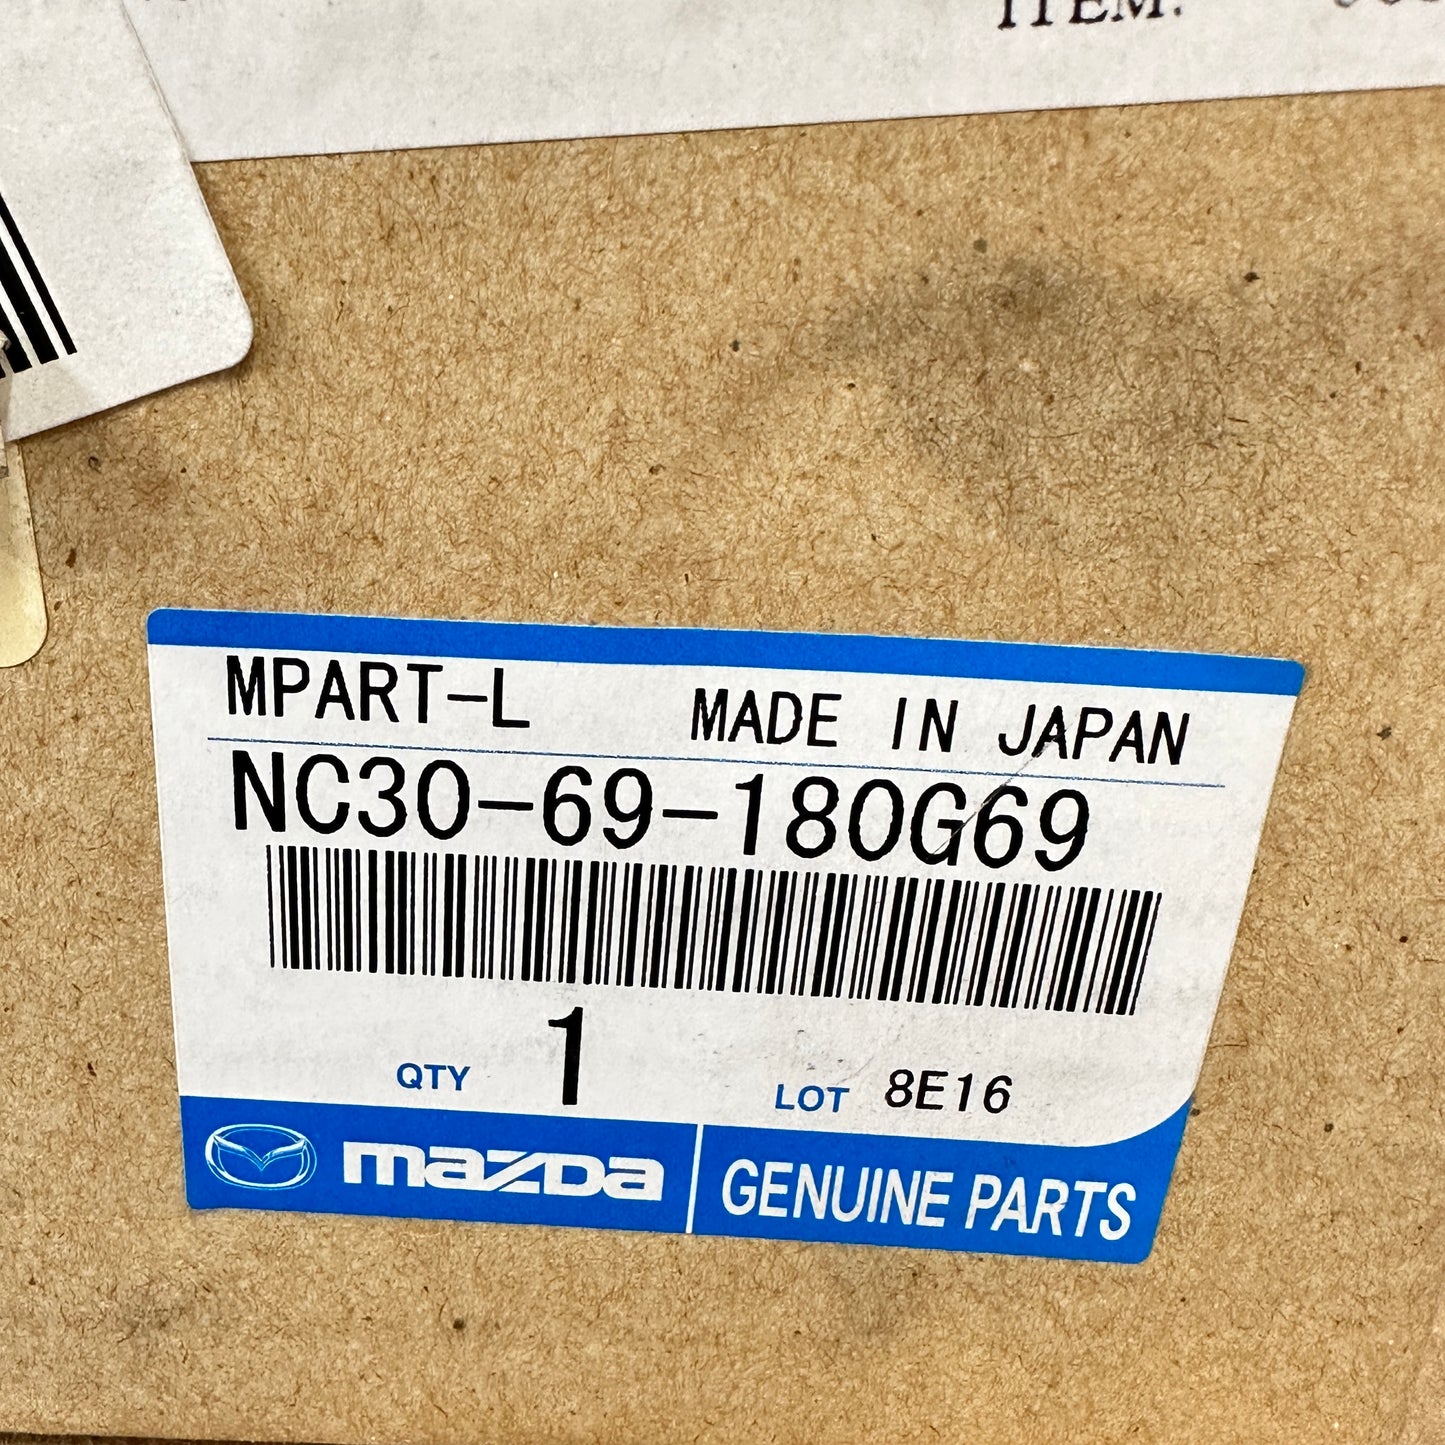 ITEM:
MPART-L MADE IN JAPAN
NC30-69-180G69
QTY 1 LOT 8E16
mazda GENUINE PARTS